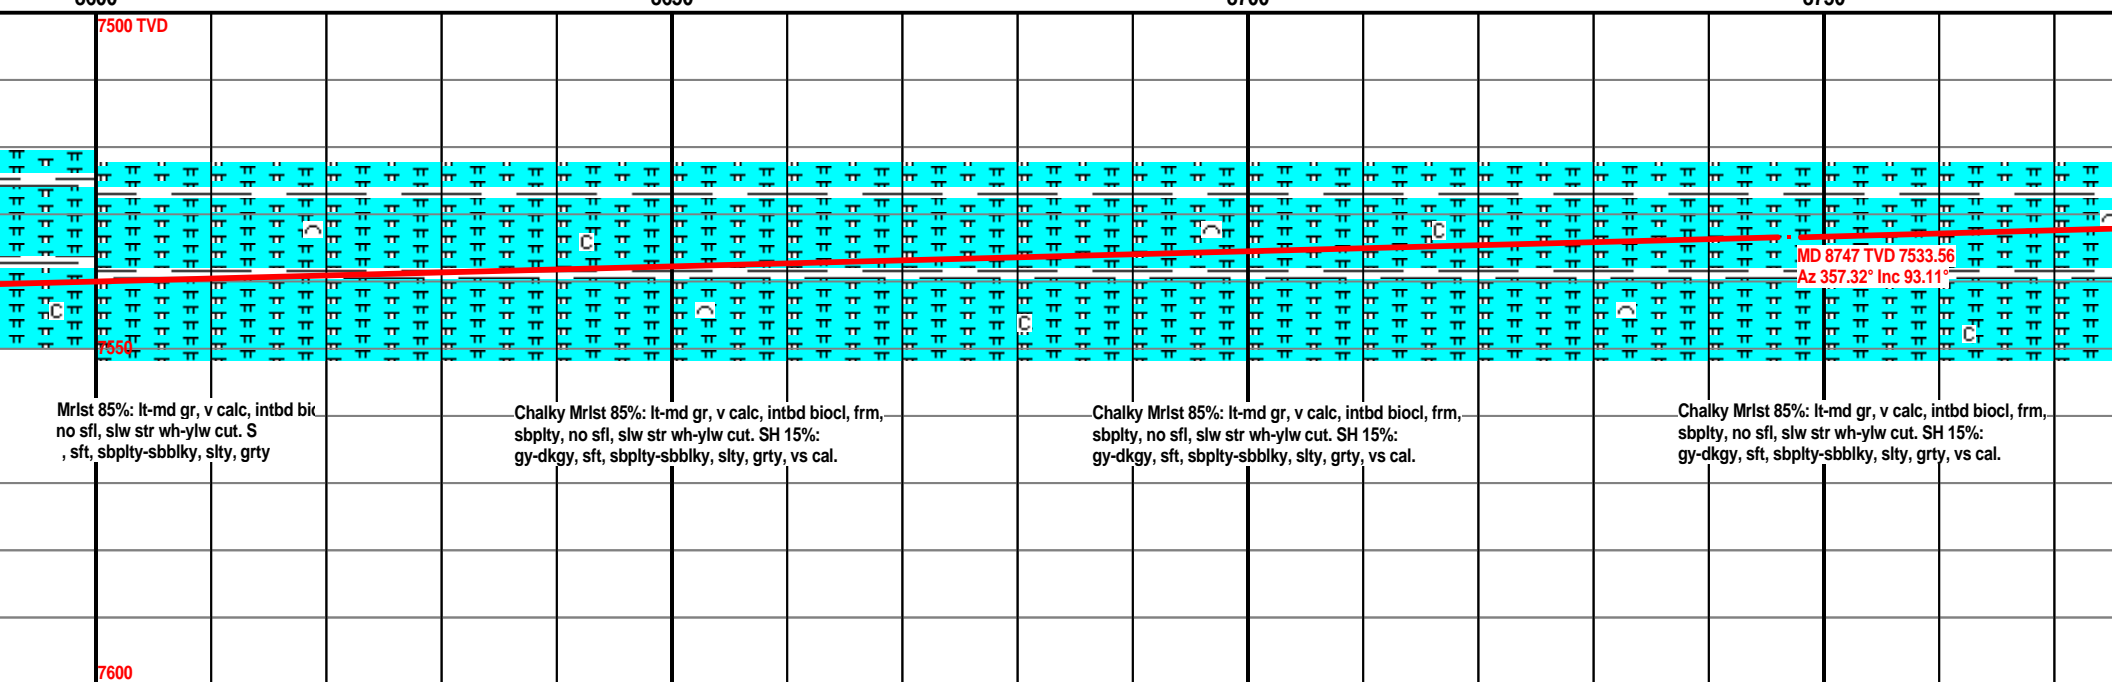 8600 8650 8700 8750
7500 TVD
MD 8747 TVD 7533.56
Az 357.32° Inc 93.11°
7550
Mrlst 85%: lt-md gr, v calc, intbd
no sfl, slw str wh-ylw cut. S
, sft, sbplty-sbblky, slty, grty
Chalky Mrlst 85%: lt-md gr, v calc, intbd biocl, frm,
sbplty, no sfl, slw str wh-ylw cut. SH 15%:
gy-dkgy, sft, sbplty-sbblky, slty, grty, vs cal.
Chalky Mrlst 85%: lt-md gr, v calc, intbd biocl, frm,
sbplty, no sfl, slw str wh-ylw cut. SH 15%:
gy-dkgy, sft, sbplty-sbblky, slty, grty, vs cal.
Chalky Mrlst 85%: lt-md gr, v calc, intbd biocl, frm,
sbplty, no sfl, slw str wh-ylw cut. SH 15%:
gy-dkgy, sft, sbplty-sbblky, slty, grty, vs cal.
7600
C
C
C
C
C